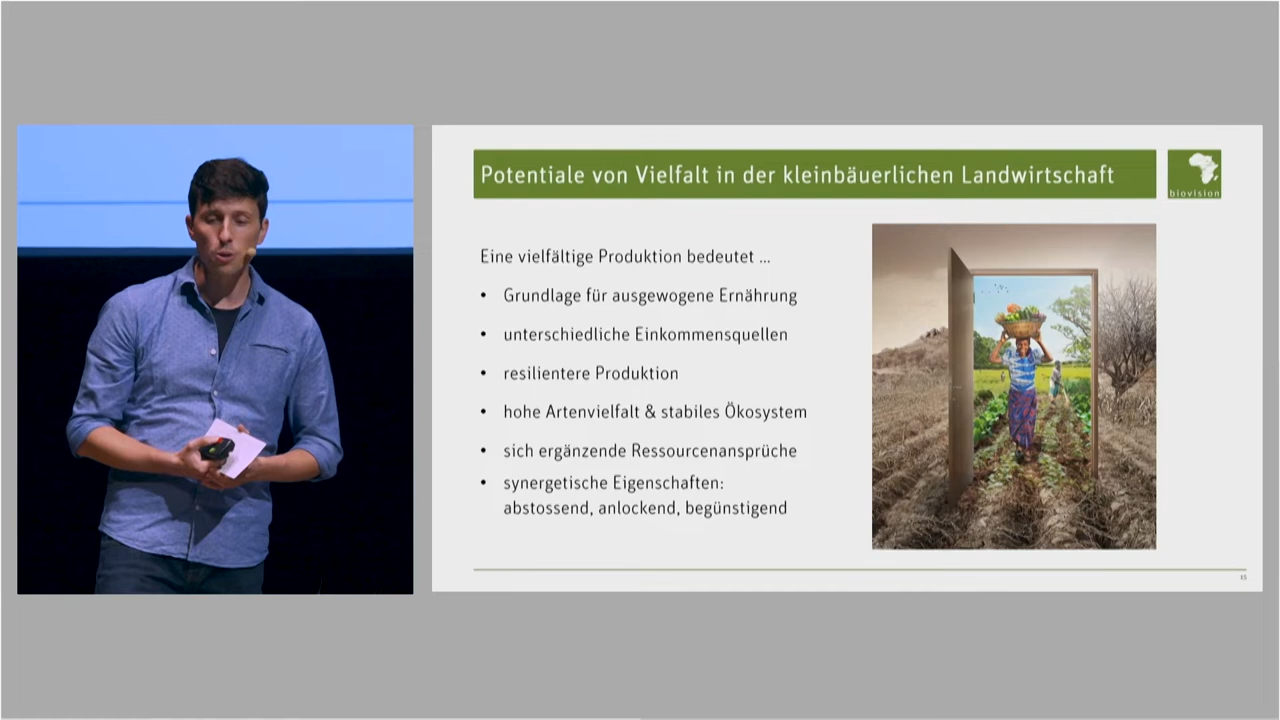 Potentiale von Vielfalt in der kleinbäuerlichen Landwirtschaft
biovision
Eine vielfältige Produktion bedeutet ...
• Grundlage für ausgewogene Ernährung
• unterschiedliche Einkommensquellen
• resilientere Produktion
• hohe Artenvielfalt & stabiles Ökosystem
• sich ergänzende Ressourcenansprüche
• synergetische Eigenschaften:
abstossend, anlockend, begünstigend